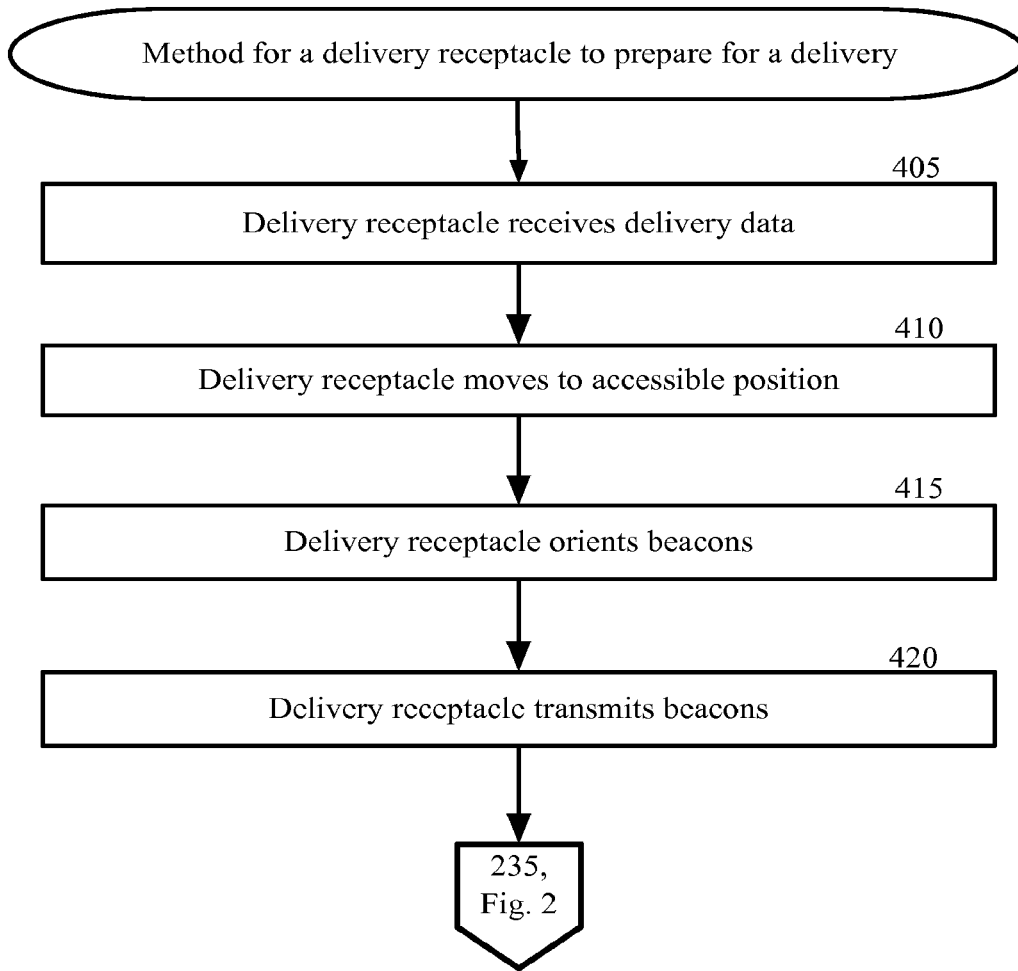 Method for a delivery receptacle to prepare for a delivery
405
Delivery receptacle receives delivery data
410
Delivery receptacle moves to accessible position
415
Delivery receptacle orients beacons
420
Delivery receptacle transmits beacons
235,
Fig. 2